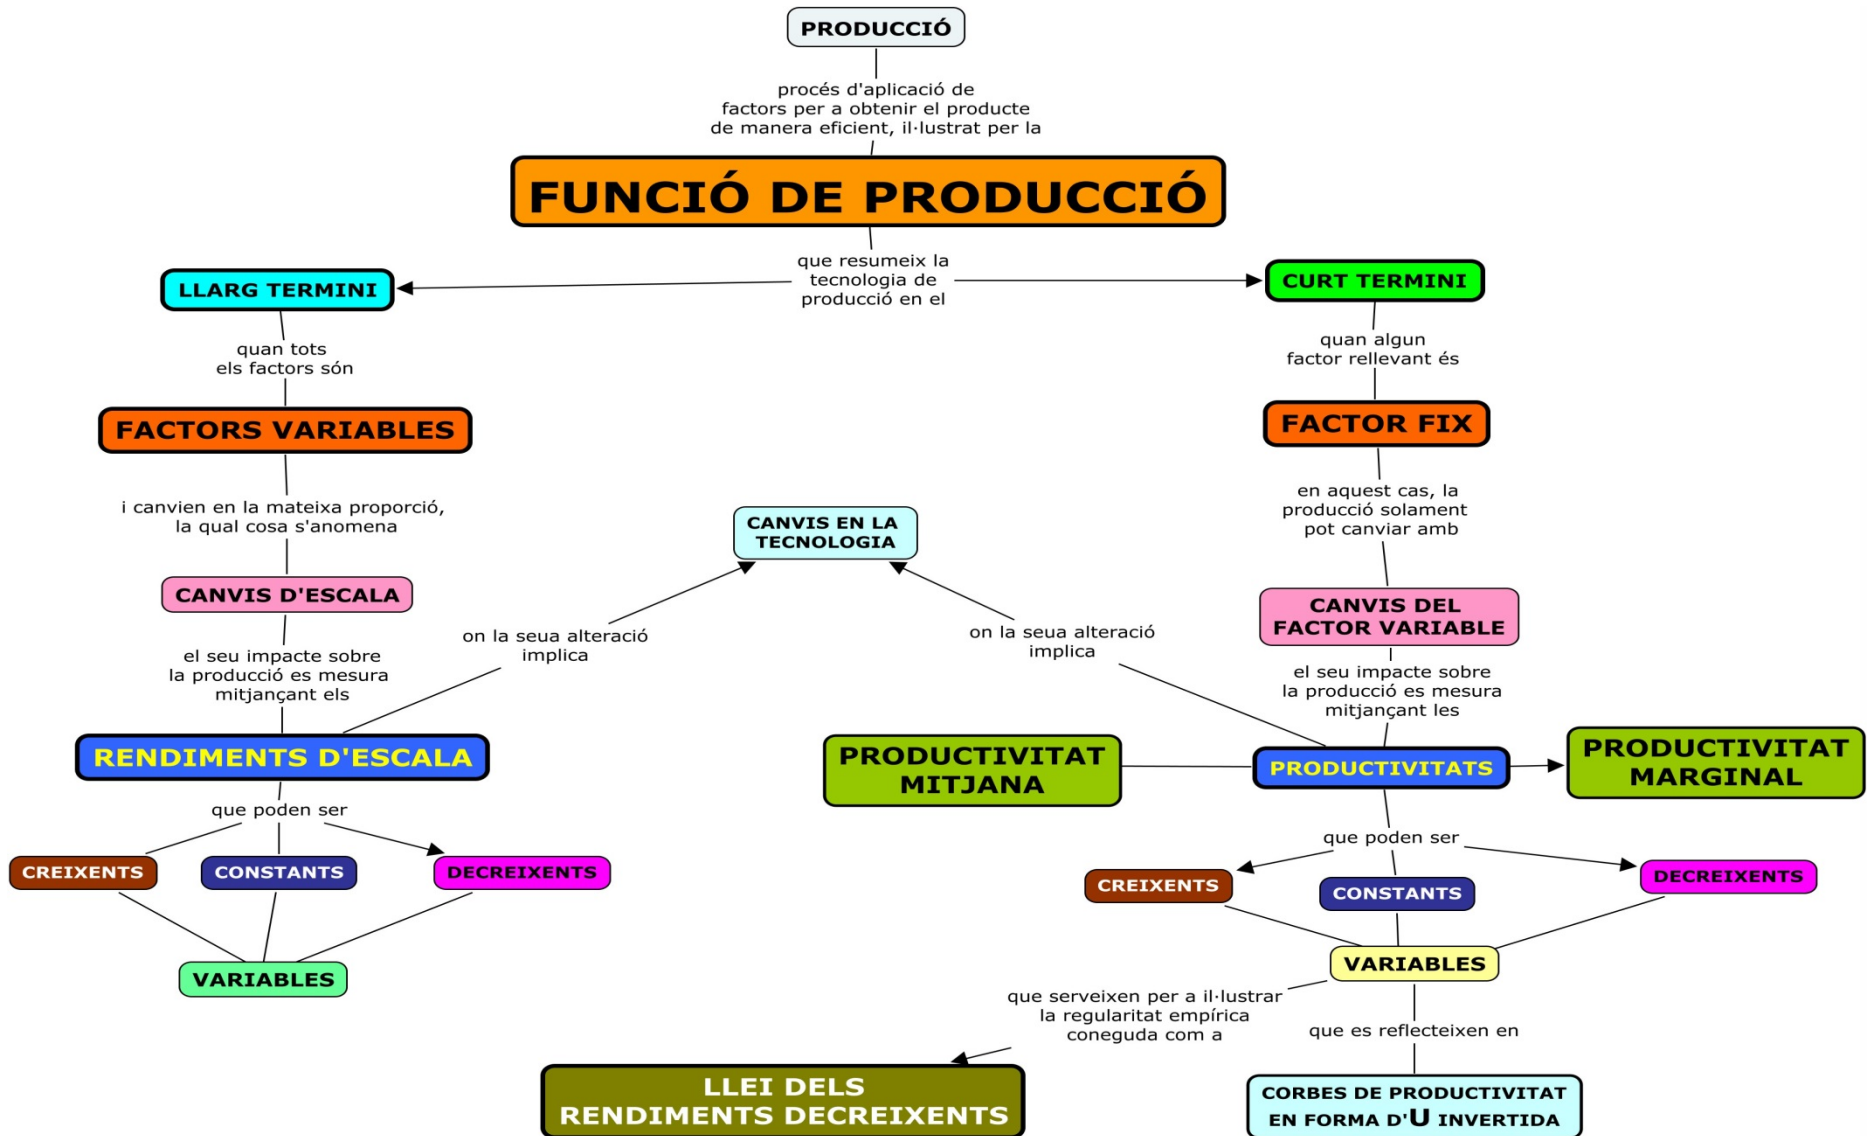 PRODUCCIÓ
procés d'aplicació de
factors per a obtenir el producte
de manera eficient, il·lustrat per la
FUNCIÓ DE PRODUCCIÓ
que resumeix la
tecnologia de
producció en el
LLARG TERMINI
CURT TERMINI
quan tots
els factors són
quan algun
factor rellevant és
FACTORS VARIABLES
FACTOR FIX
i canvien en la mateixa proporció,
la qual cosa s'anomena
en aquest cas, la
producció solament
pot canviar amb
CANVIS EN LA
TECNOLOGIA
CANVIS D'ESCALA
CANVIS DEL
FACTOR VARIABLE
on la seua alteració
implica
on la seua alteració
implica
el seu impacte sobre
la producció es mesura
mitjançant els
el seu impacte sobre
la producció es mesura
mitjançant les
RENDIMENTS D'ESCALA
PRODUCTIVITAT
MITJANA
PRODUCTIVITATS
PRODUCTIVITAT
MARGINAL
que poden ser
que poden ser
CREIXENTS
CONSTANTS
DECREIXENTS
CREIXENTS
CONSTANTS
DECREIXENTS
VARIABLES
VARIABLES
que serveixen per a il·lustrar
la regularitat empírica
coneguda com a
que es reflecteixen en
LLEI DELS
RENDIMENTS DECREIXENTS
CORBES DE PRODUCTIVITAT
EN FORMA D'U INVERTIDA